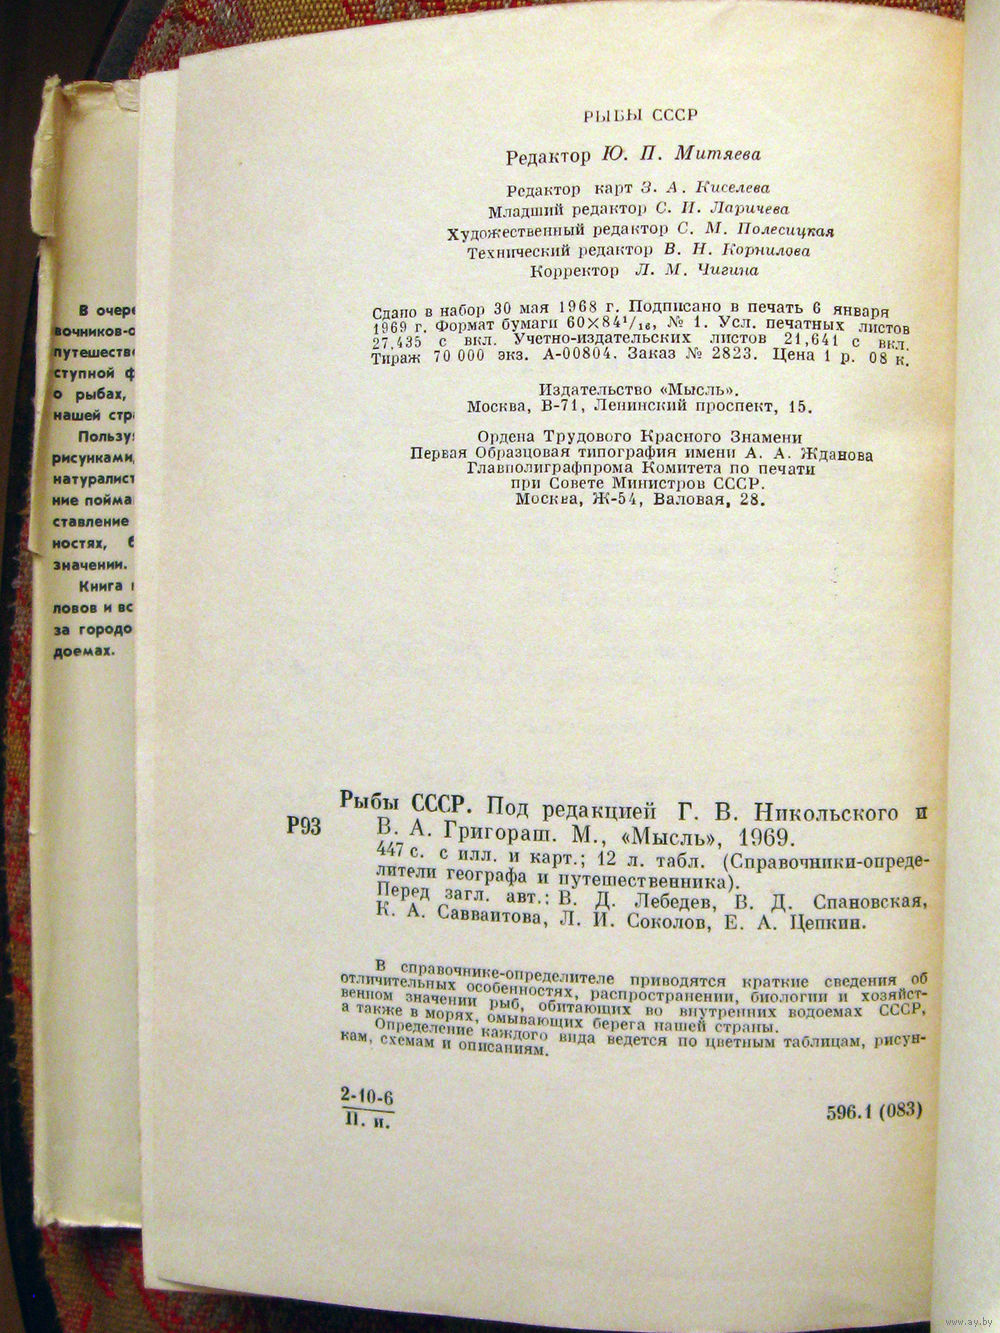 РЫБЫ СССР
Редактор Ю. П. Митяева
Редактор карт З. А. Киселева
Младший редактор С. И. Ларичева
Художественный редактор С. М. Полесицкая
Технический редактор В. Н. Корнилова
Корректор Л. М. Чигина
Сдано в набор 30 мая 1968 г. Подписано в печать 6 января
1969 г. Формат бумаги 60×84¹/₁₆, № 1. Усл. печатных листов
27,435 с вкл. Учетно-издательских листов 21,641 с вкл.
Тираж 70 000 экз. А-00804. Заказ № 2823. Цена 1 р. 08 к.
Издательство «Мысль».
Москва, В-71, Ленинский проспект, 15.
Ордена Трудового Красного Знамени
Первая Образцовая типография имени А. А. Жданова
Главполиграфпрома Комитета по печати
при Совете Министров СССР.
Москва, Ж-54, Валовая, 28.
Рыбы СССР. Под редакцией Г. В. Никольского и
Р93 В. А. Григораш. М., «Мысль», 1969.
447 с. с илл. и карт.; 12 л. табл. (Справочники-опреде-
лители географа и путешественника).
Перед загл. авт.: В. Д. Лебедев, В. Д. Спановская,
К. А. Савваитова, Л. И. Соколов, Е. А. Цепкин.
В справочнике-определителе приводятся краткие сведения об
отличительных особенностях, распространении, биологии и хозяйст-
венном значении рыб, обитающих во внутренних водоемах СССР,
а также в морях, омывающих берега нашей страны.
Определение каждого вида ведется по цветным таблицам, рисун-
кам, схемам и описаниям.
2-10-6
П. и.
596.1 (083)
В очере
вочников-о
путешеств
ступной ф
о рыбах,
нашей стра
Пользуя
рисунками,
натуралист
ние пойма
ставление
ностях, б
значении.
Книга
ловов и вс
за городо
доемах.
www.ay.by